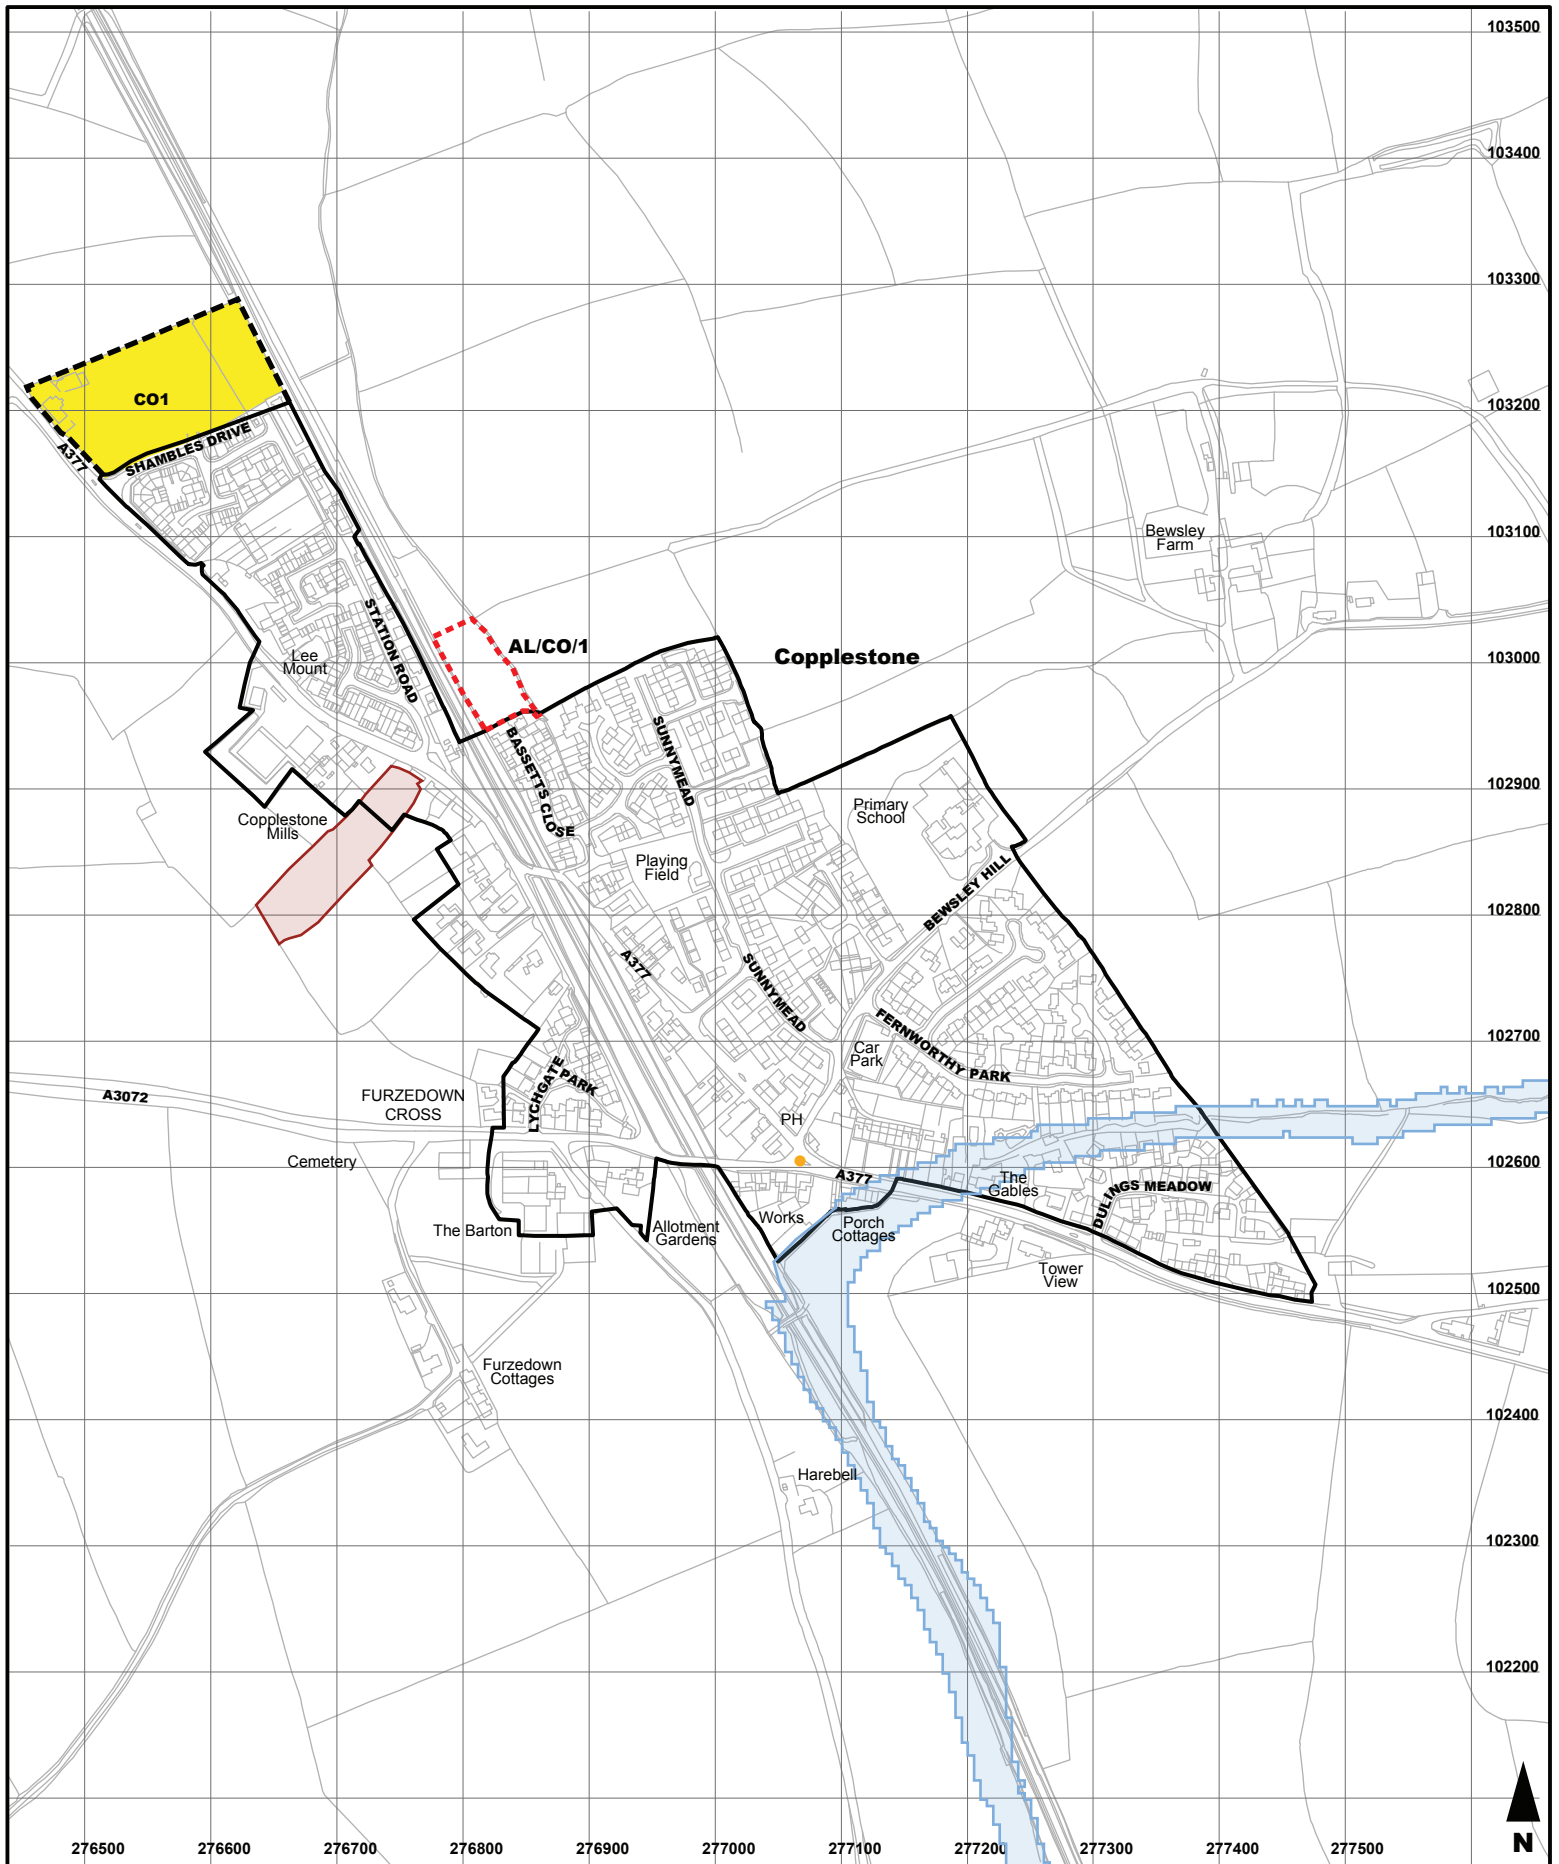 103500
103400
103300
103200
CO1
SHAMBLES DRIVE
A377
103100
Bewsley
Farm
STATION ROAD
AL/CO/1
Copplestone
103000
Lee
Mount
SUNNYMEAD
BASSETTS CLOSE
102900
Primary
School
Copplestone
Mills
Playing
Field
BEWSLEY HILL
102800
A377
SUNNYMEAD
FERNWORTHY PARK
102700
Car
Park
LYCHGATE
PARK
A3072
FURZEDOWN
CROSS
PH
Cemetery
102600
A377
The
Gables
DULINGS MEADOW
The Barton
Allotment
Gardens
Works
Porch
Cottages
Tower
View
102500
Furzedown
Cottages
102400
Harebell
102300
102200
276500
276600
276700
276800
276900
277000
277100
277200
277300
277400
277500
N